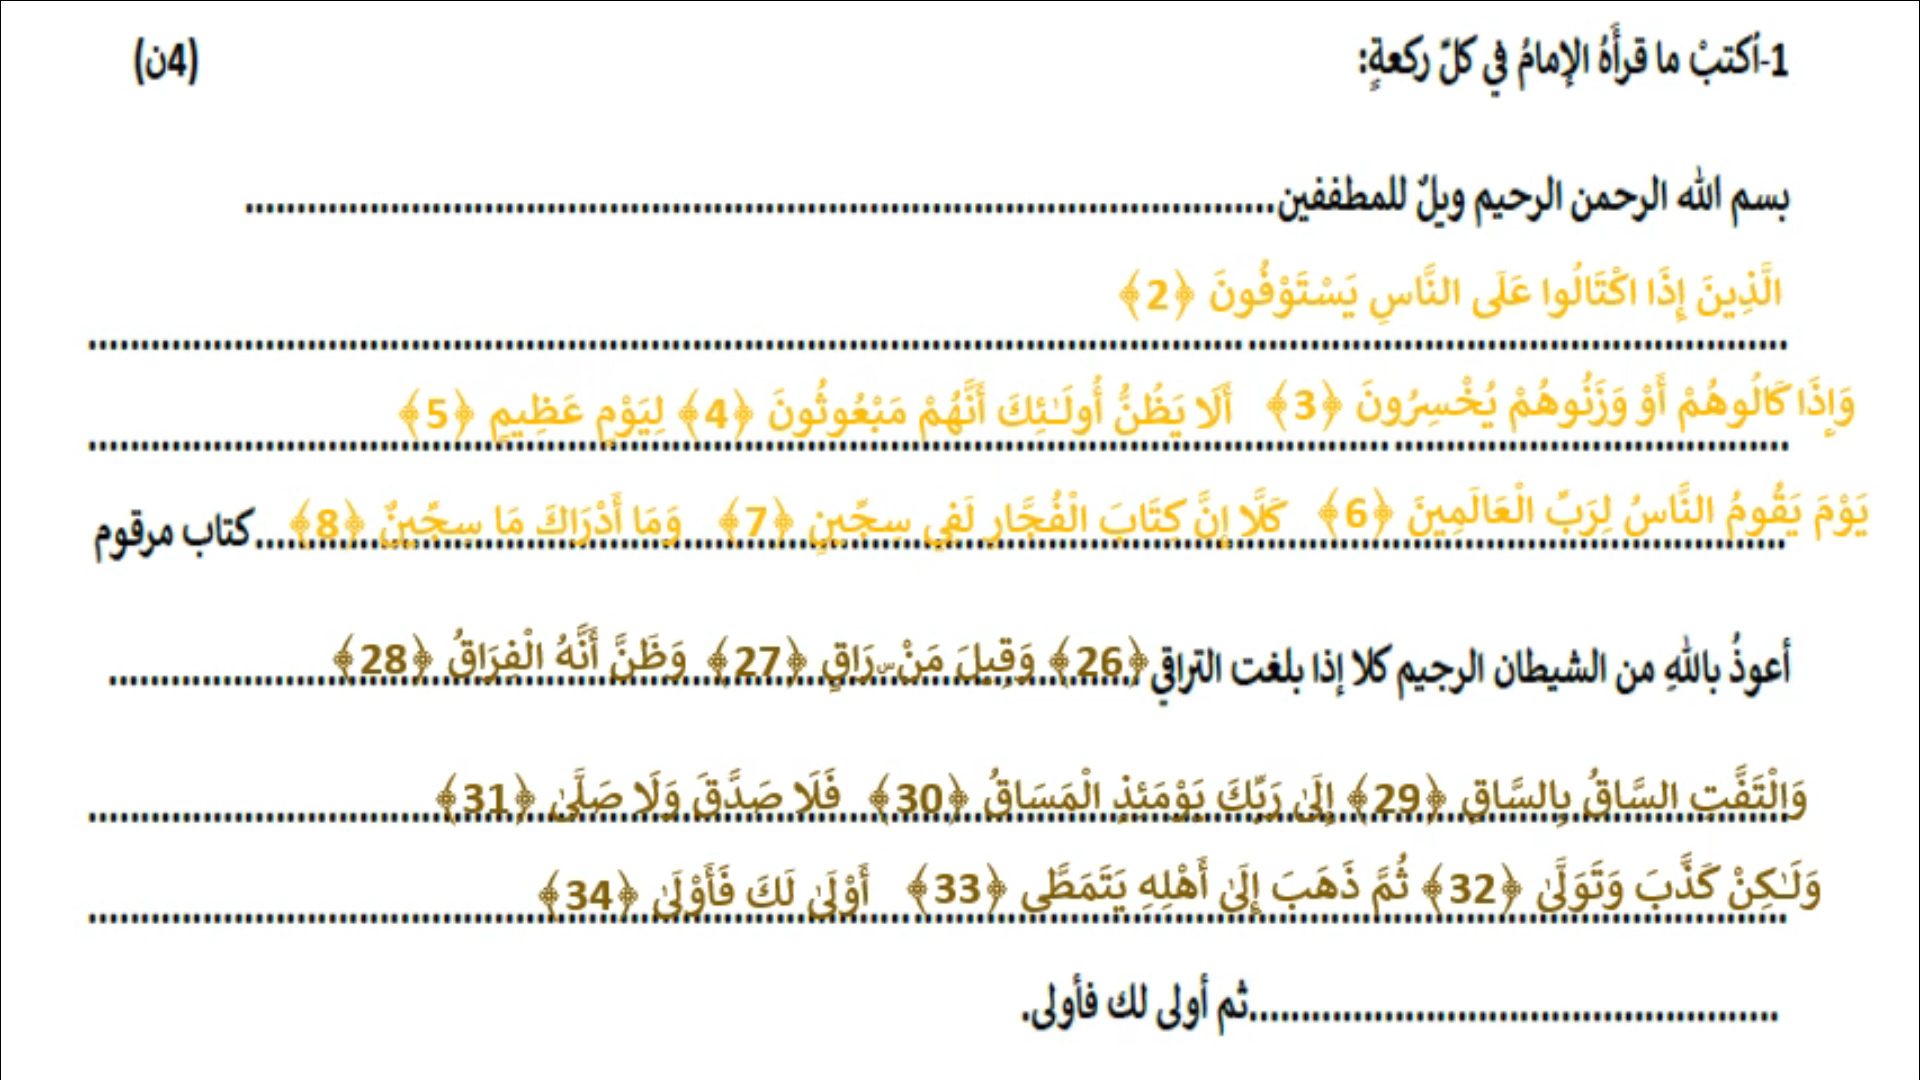 1-أكتبْ ما قرأَهُ الإمامُ في كلّ ركعةٍ: (4ن)
بسم الله الرحمن الرحيم ويلٌ للمطففين................................................
الَّذِينَ إِذَا اكْتَالُوا عَلَى النَّاسِ يَسْتَوْفُونَ ﴿2﴾
وَإِذَا كَالُوهُمْ أَوْ وَزَنُوهُمْ يُخْسِرُونَ ﴿3﴾ أَلَا يَظُنُّ أُولَـٰئِكَ أَنَّهُمْ مَبْعُوثُونَ ﴿4﴾ لِيَوْمٍ عَظِيمٍ ﴿5﴾
يَوْمَ يَقُومُ النَّاسُ لِرَبِّ الْعَالَمِينَ ﴿6﴾ كَلَّا إِنَّ كِتَابَ الْفُجَّارِ لَفِي سِجِّينٍ ﴿7﴾ وَمَا أَدْرَاكَ مَا سِجِّينٌ ﴿8﴾...كتاب مرقوم
أعوذُ باللهِ من الشيطان الرجيم كلا إذا بلغت التراقي ﴿26﴾ وَقِيلَ مَنْ ۜ رَاقٍ ﴿27﴾ وَظَنَّ أَنَّهُ الْفِرَاقُ ﴿28﴾
وَالْتَفَّتِ السَّاقُ بِالسَّاقِ ﴿29﴾ إِلَىٰ رَبِّكَ يَوْمَئِذٍ الْمَسَاقُ ﴿30﴾ فَلَا صَدَّقَ وَلَا صَلَّىٰ ﴿31﴾
وَلَـٰكِنْ كَذَّبَ وَتَوَلَّىٰ ﴿32﴾ ثُمَّ ذَهَبَ إِلَىٰ أَهْلِهِ يَتَمَطَّى ﴿33﴾ أَوْلَىٰ لَكَ فَأَوْلَىٰ ﴿34﴾
................................................ثم أولى لك فأولى.